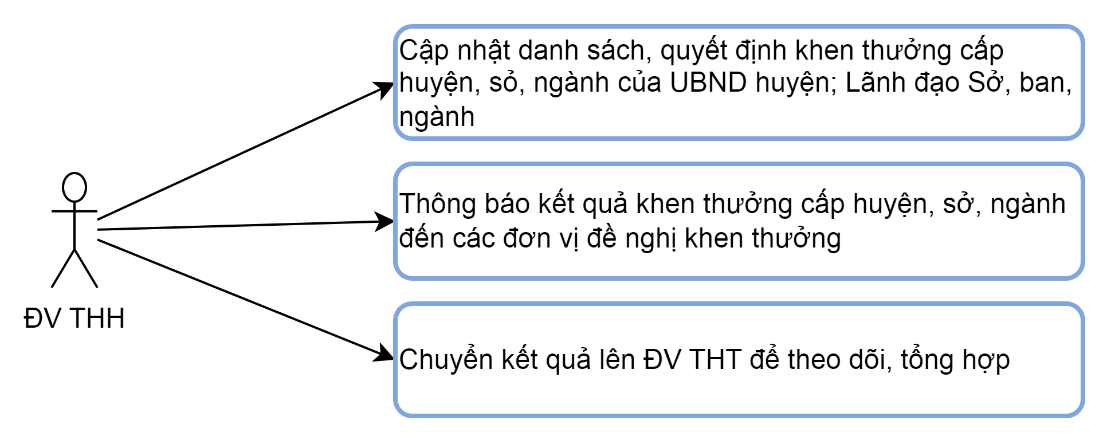 Cập nhật danh sách, quyết định khen thưởng cấp
huyện, sỏ, ngành của UBND huyện; Lãnh đạo Sở, ban,
ngành
Thông báo kết quả khen thưởng cấp huyện, sở, ngành
đến các đơn vị đề nghị khen thưởng
ĐV THH
Chuyển kết quả lên ĐV THT để theo dõi, tổng hợp